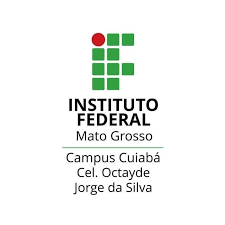 INSTITUTO
FEDERAL
Mato Grosso
Campus Cuiabá
Cel. Octayde
Jorge da Silva